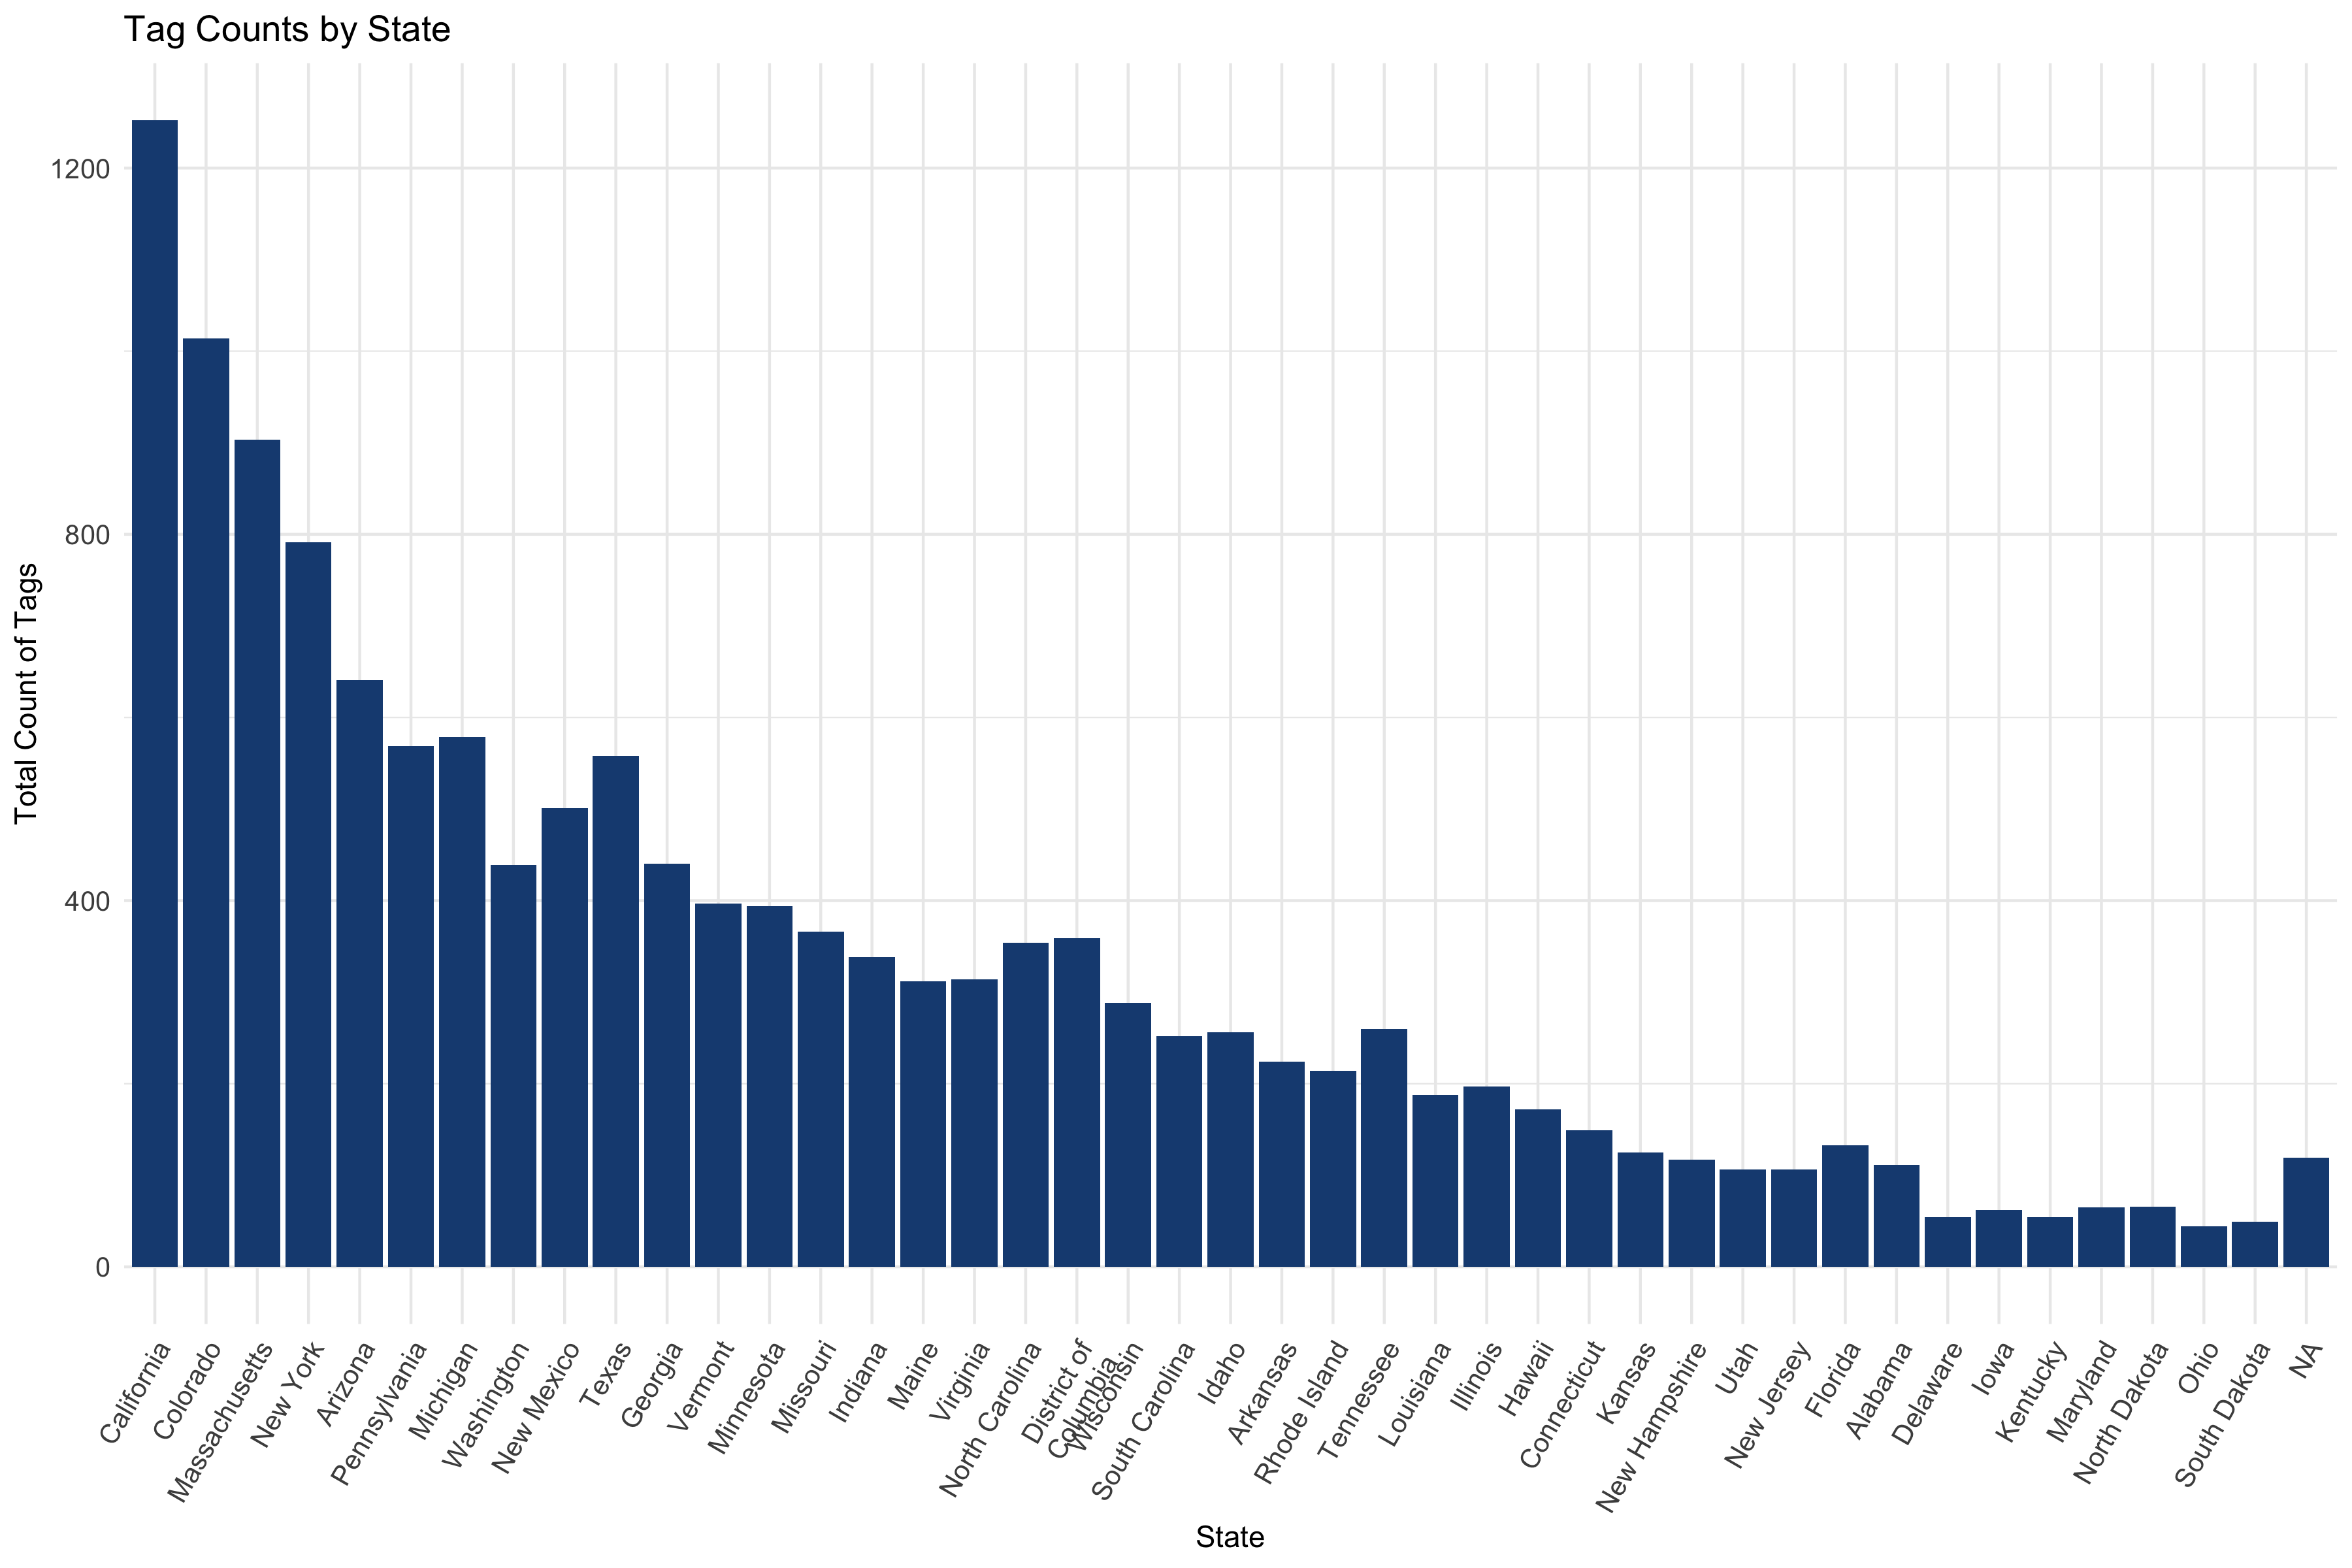 Tag Counts by State
Total Count of Tags
1200
800
400
0
California
Colorado
Massachusetts
New York
Arizona
Pennsylvania
Michigan
Washington
New Mexico
Texas
Georgia
Vermont
Minnesota
Missouri
Indiana
Maine
Virginia
North Carolina
District of
Columbia
Wisconsin
South Carolina
Idaho
Arkansas
Rhode Island
Tennessee
Louisiana
Illinois
Hawaii
Connecticut
Kansas
New Hampshire
Utah
New Jersey
Florida
Alabama
Delaware
Iowa
Kentucky
Maryland
North Dakota
Ohio
South Dakota
NA
State